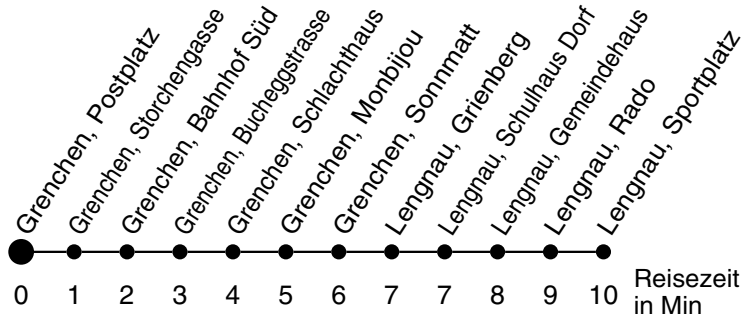 Grenchen, Postplatz
Grenchen, Storchengasse
Grenchen, Bahnhof Süd
Grenchen, Bucheggstrasse
Grenchen, Schlachthaus
Grenchen, Monbijou
Grenchen, Sonnmatt
Lengnau, Grienberg
Lengnau, Schulhaus Dorf
Lengnau, Gemeindehaus
Lengnau, Rado
Lengnau, Sportplatz
0 1 2 3 4 5 6 7 7 8 9 10
Reisezeit
in Min